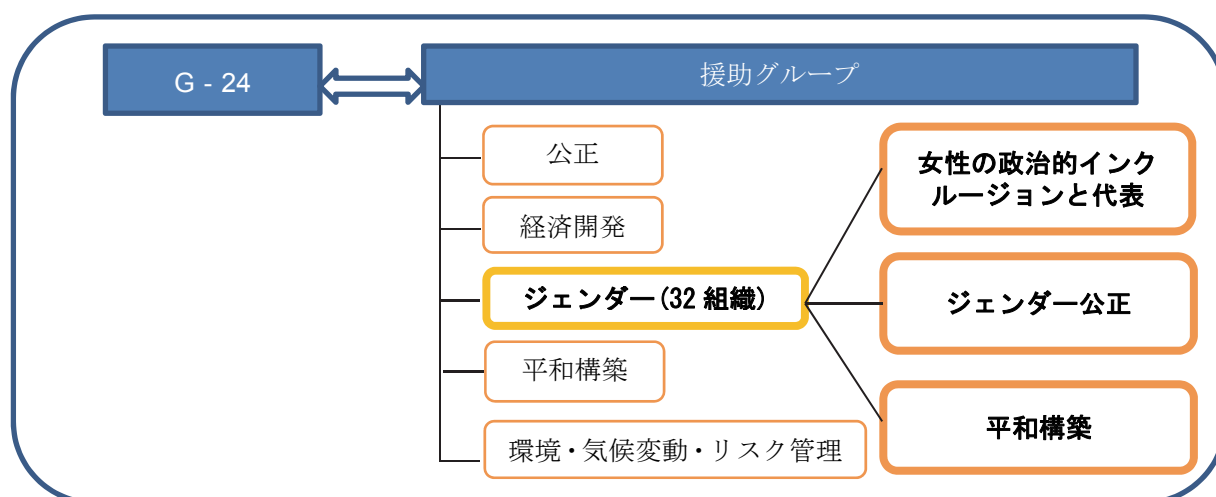 G - 24
援助グループ
公正
経済開発
ジェンダー(32 組織)
平和構築
環境・気候変動・リスク管理
女性の政治的インク
ルージョンと代表
ジェンダー公正
平和構築